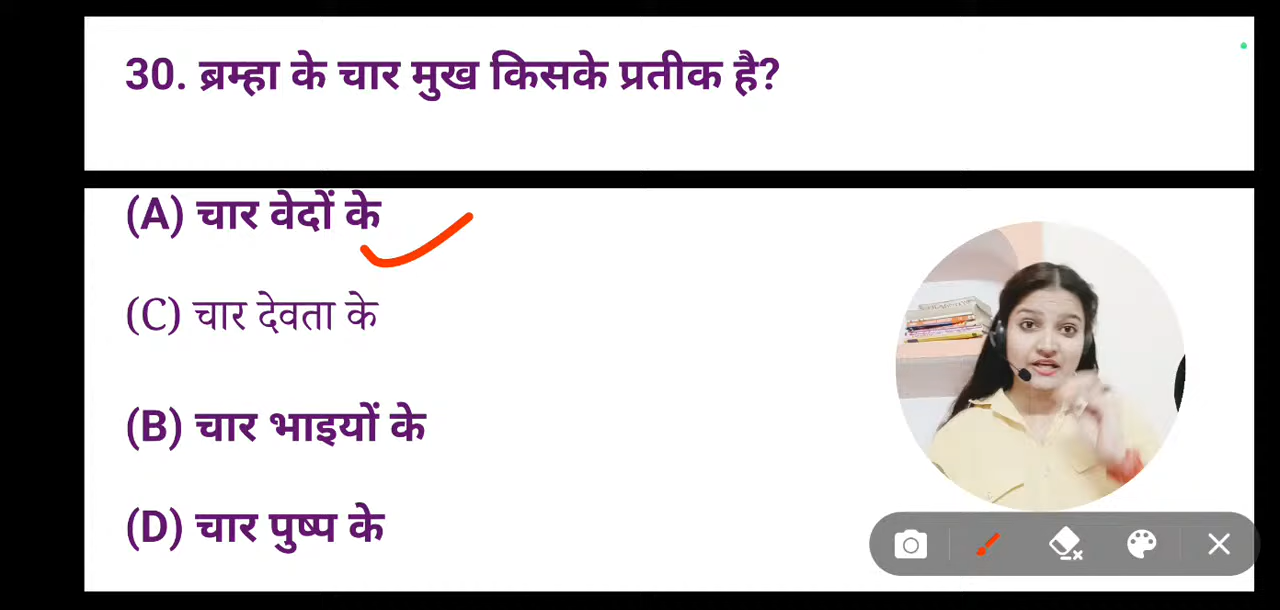 30. ब्रम्हा के चार मुख किसके प्रतीक है?
(A) चार वेदों के
(C) चार देवता के
(B) चार भाइयों के
(D) चार पुष्प के